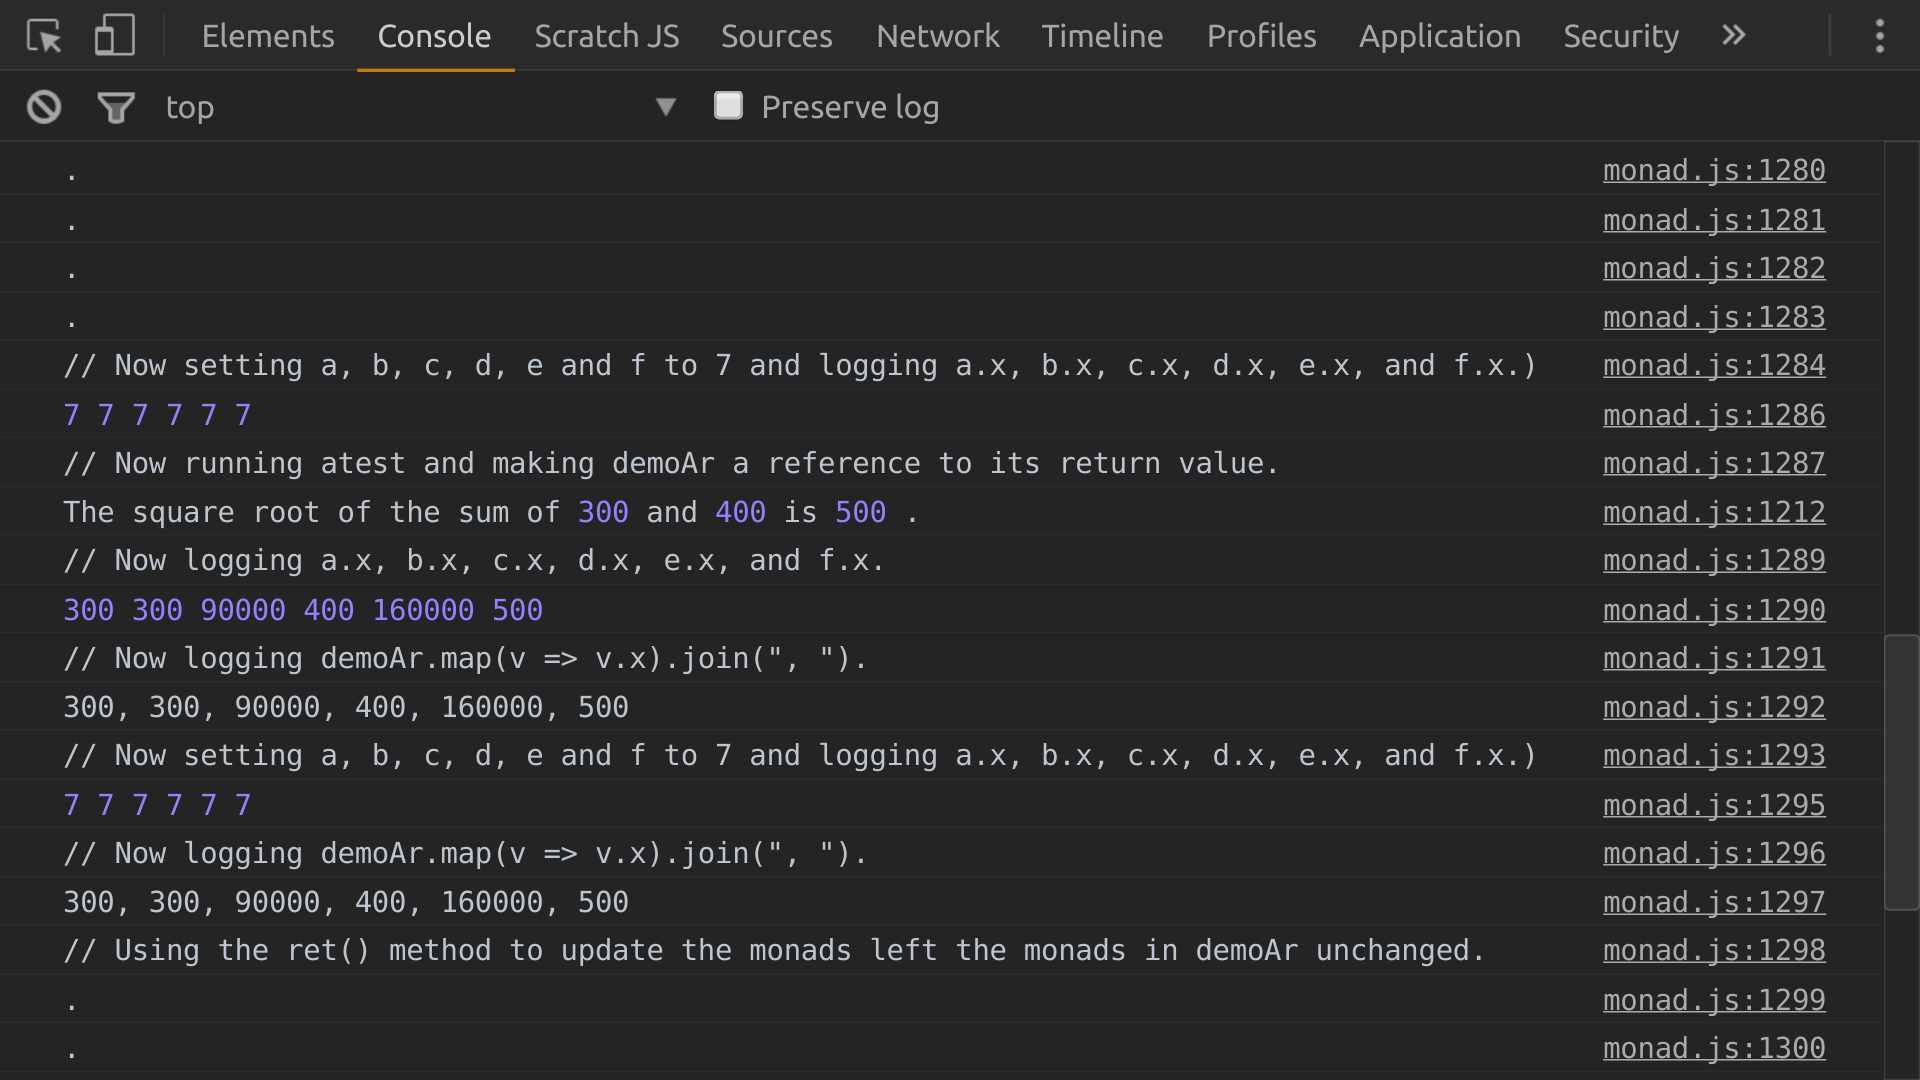 Elements Console Scratch JS Sources Network Timeline Profiles Application Security »
top ▼ Preserve log
. monad.js:1280
. monad.js:1281
. monad.js:1282
. monad.js:1283
// Now setting a, b, c, d, e and f to 7 and logging a.x, b.x, c.x, d.x, e.x, and f.x.) monad.js:1284
7 7 7 7 7 7 monad.js:1286
// Now running atest and making demoAr a reference to its return value. monad.js:1287
The square root of the sum of 300 and 400 is 500 . monad.js:1212
// Now logging a.x, b.x, c.x, d.x, e.x, and f.x. monad.js:1289
300 300 90000 400 160000 500 monad.js:1290
// Now logging demoAr.map(v => v.x).join(", "). monad.js:1291
300, 300, 90000, 400, 160000, 500 monad.js:1292
// Now setting a, b, c, d, e and f to 7 and logging a.x, b.x, c.x, d.x, e.x, and f.x.) monad.js:1293
7 7 7 7 7 7 monad.js:1295
// Now logging demoAr.map(v => v.x).join(", "). monad.js:1296
300, 300, 90000, 400, 160000, 500 monad.js:1297
// Using the ret() method to update the monads left the monads in demoAr unchanged. monad.js:1298
. monad.js:1299
. monad.js:1300